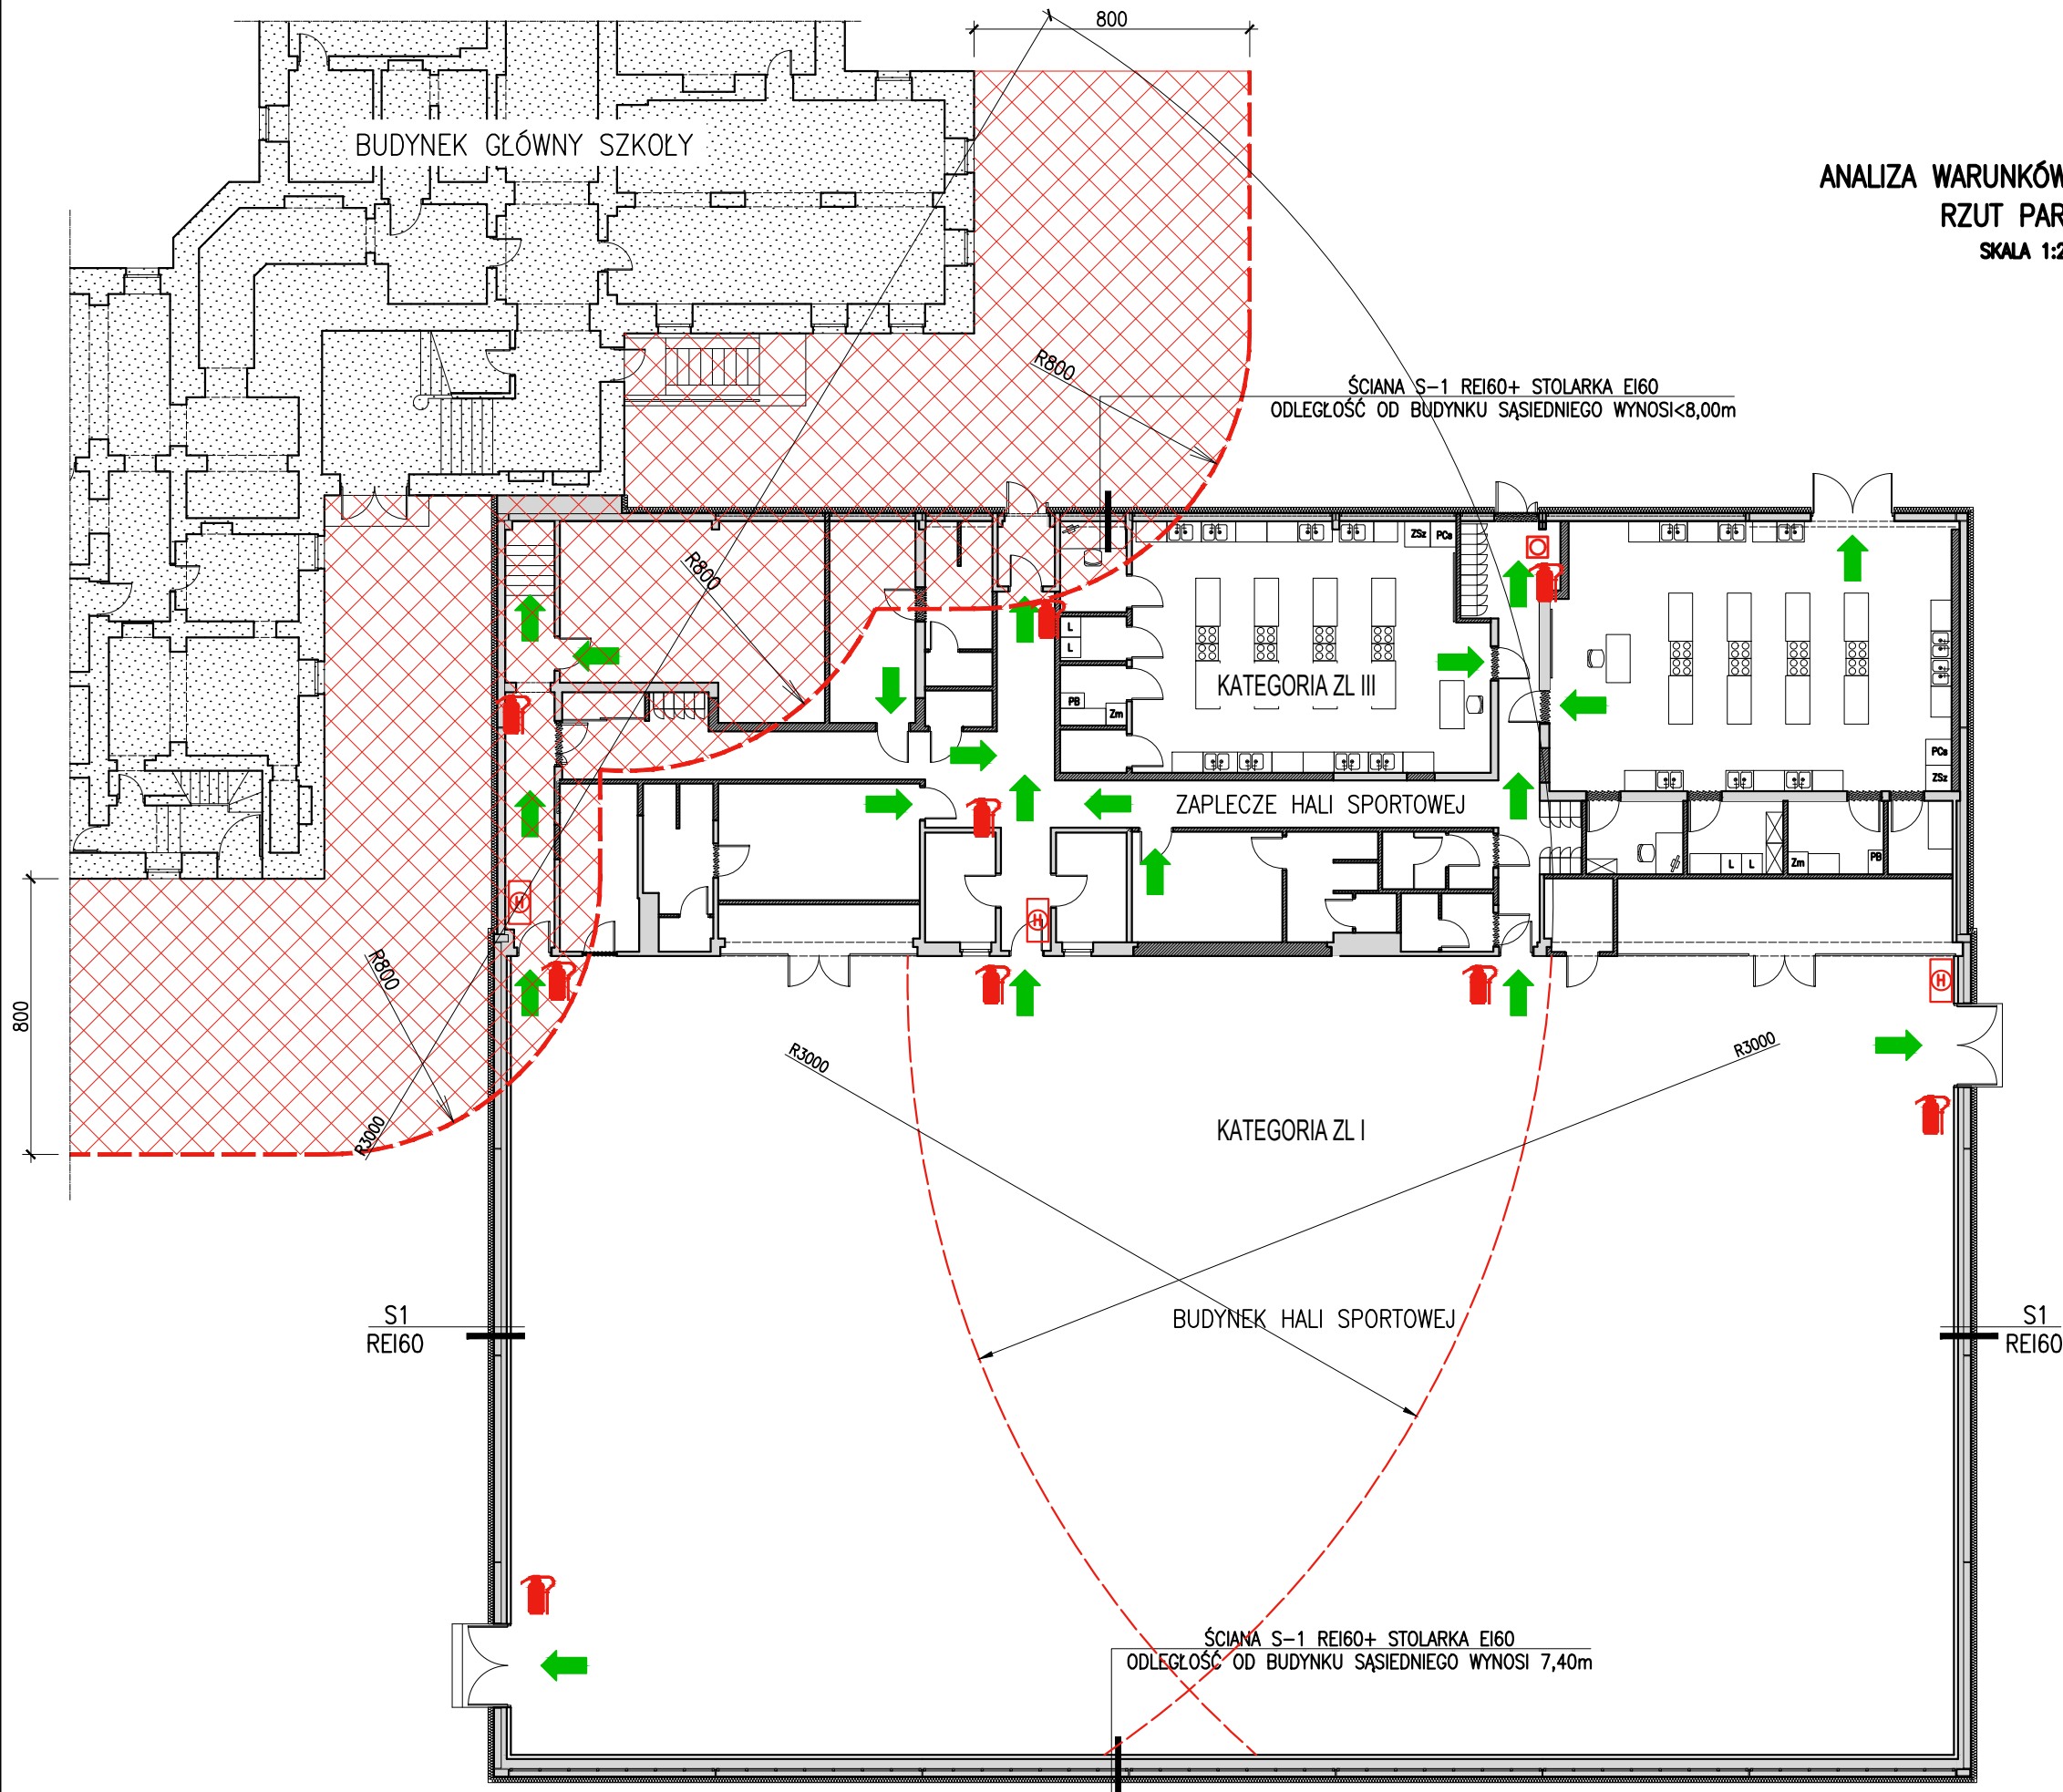 800
BUDYNEK GŁÓWNY SZKOŁY
ANALIZA WARUNKÓW
RZUT PAR
SKALA 1:2
R800
ŚCIANA S-1 REI60+ STOLARKA EI60
ODLEGŁOŚĆ OD BUDYNKU SĄSIEDNIEGO WYNOSI<8,00m
R800
ZSz
PCs
L
L
PB
Zm
KATEGORIA ZL III
PCs
ZSz
ZAPLECZE HALI SPORTOWEJ
L
L
Zm
PB
H
H
H
R800
800
R3000
R3000
R3000
KATEGORIA ZL I
BUDYNEK HALI SPORTOWEJ
S1
REI60
S1
REI60
ŚCIANA S-1 REI60+ STOLARKA EI60
ODLEGŁOŚĆ OD BUDYNKU SĄSIEDNIEGO WYNOSI 7,40m